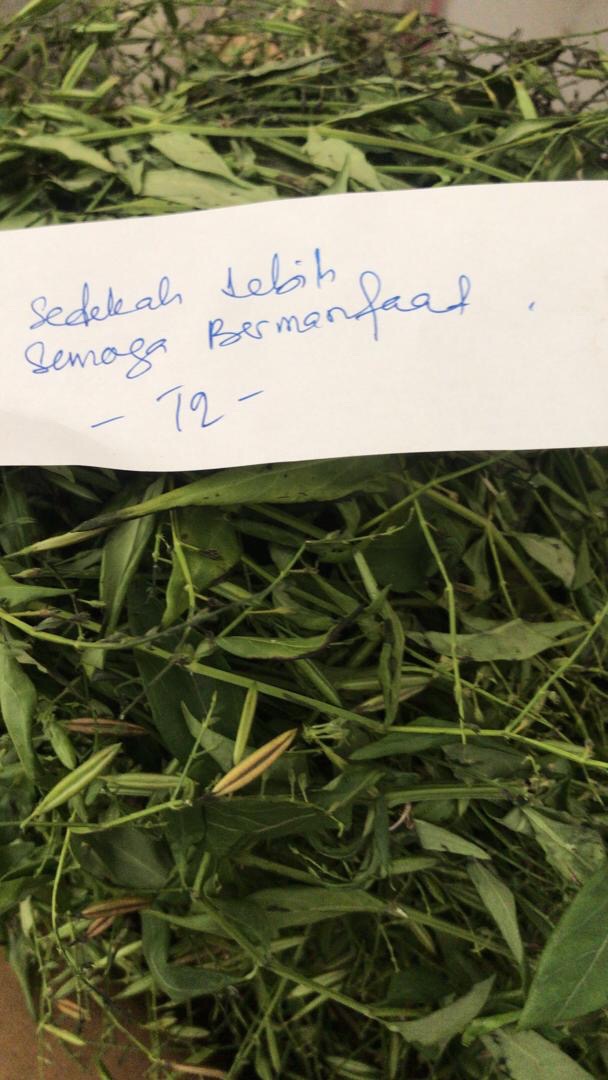 Sedekah Lebih
Semoga Bermanfaat .
- T2 -